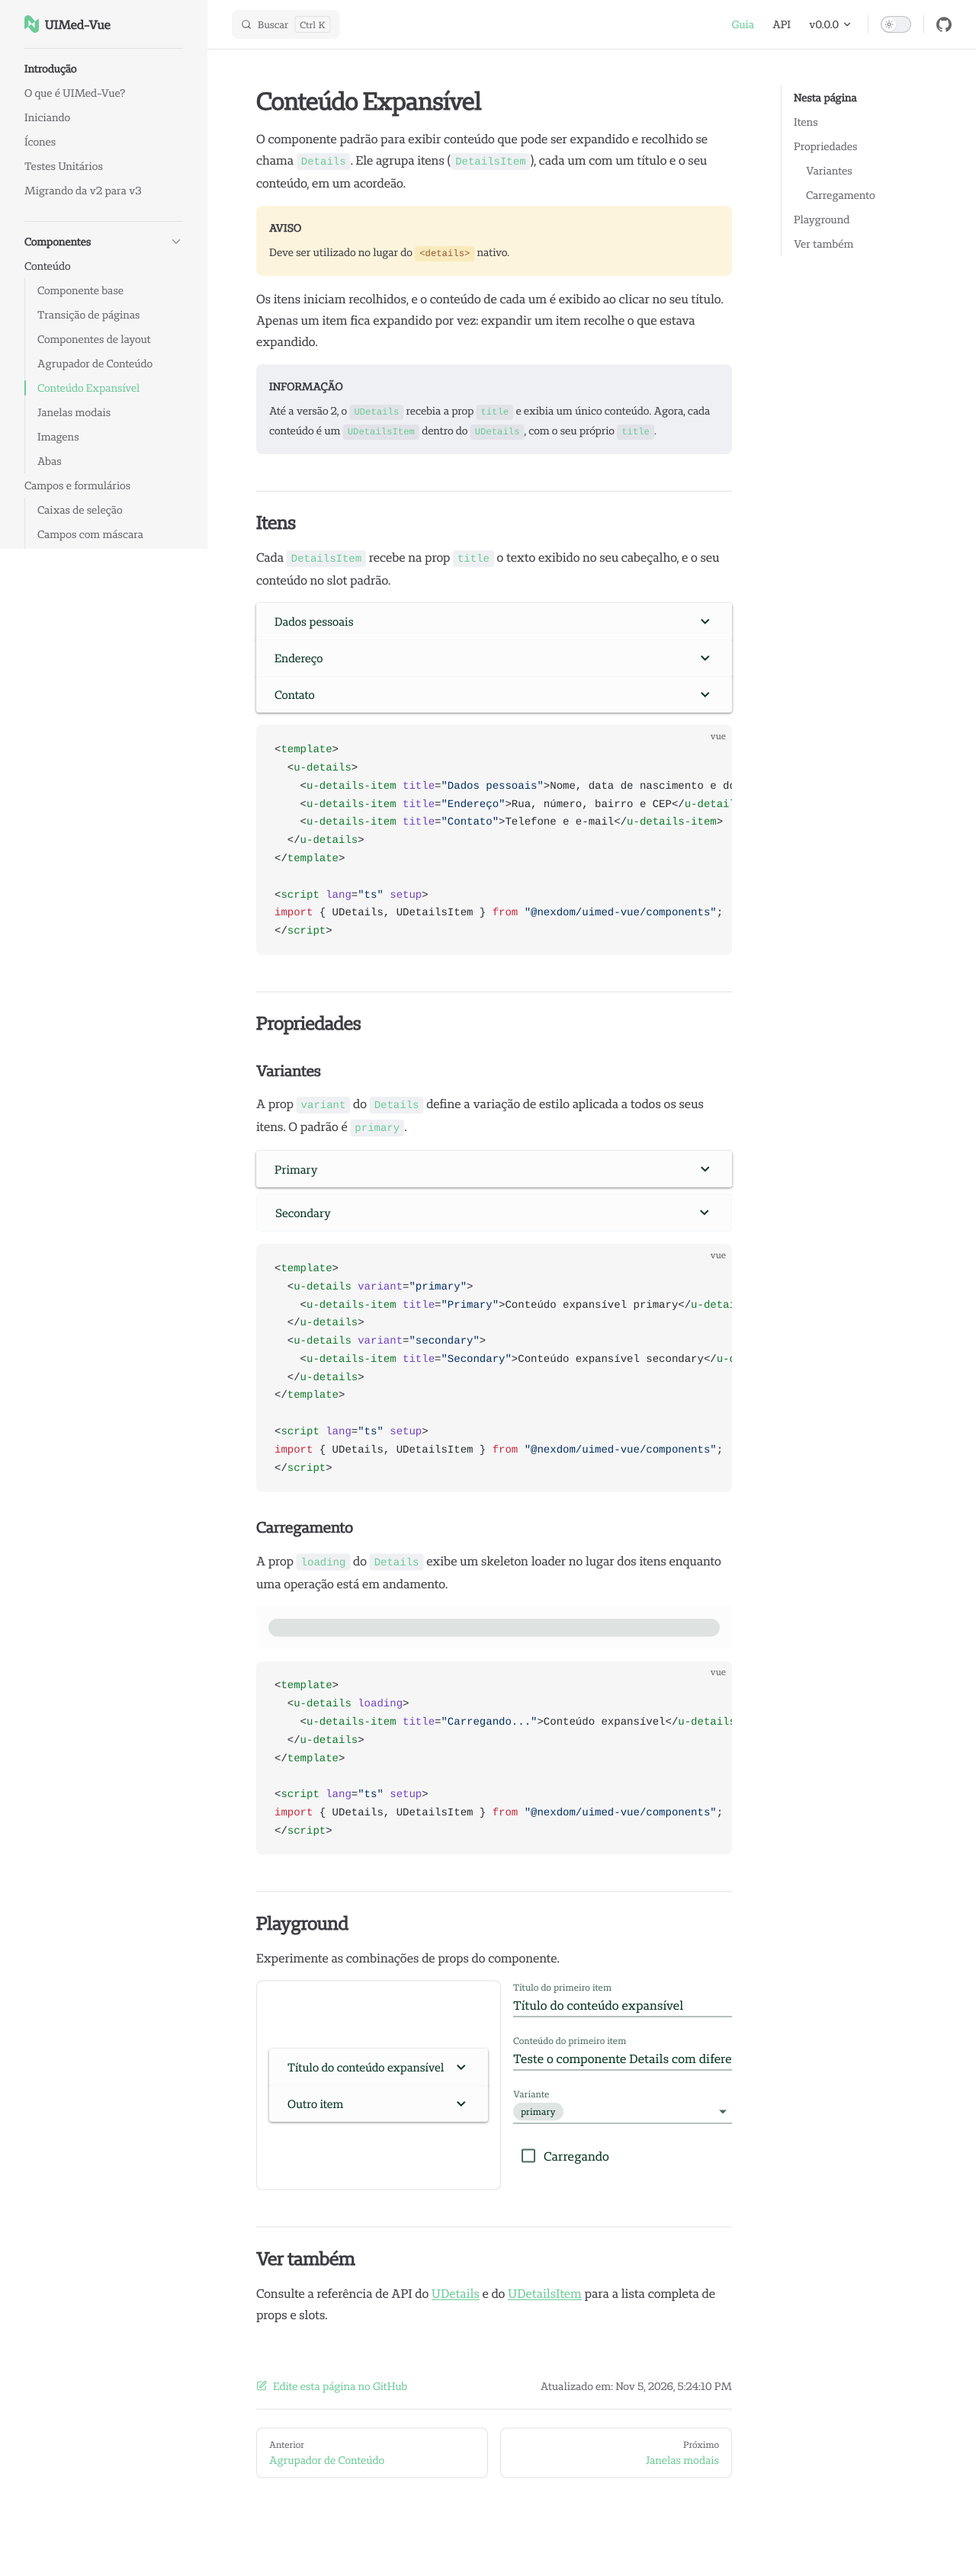 UIMed-Vue
Buscar Ctrl K
Guia API v0.0.0
Introdução
O que é UIMed-Vue?
Iniciando
Ícones
Testes Unitários
Migrando da v2 para v3
Componentes
Conteúdo
Componente base
Transição de páginas
Componentes de layout
Agrupador de Conteúdo
Conteúdo Expansível
Janelas modais
Imagens
Abas
Campos e formulários
Caixas de seleção
Campos com máscara
Conteúdo Expansível
O componente padrão para exibir conteúdo que pode ser expandido e recolhido se
chama Details. Ele agrupa itens (DetailsItem), cada um com um título e o seu
conteúdo, em um acordeão.
AVISO
Deve ser utilizado no lugar do <details> nativo.
Os itens iniciam recolhidos, e o conteúdo de cada um é exibido ao clicar no seu título.
Apenas um item fica expandido por vez: expandir um item recolhe o que estava
expandido.
INFORMAÇÃO
Até a versão 2, o UDetails recebia a prop title e exibia um único conteúdo. Agora, cada
conteúdo é um UDetailsItem dentro do UDetails, com o seu próprio title.
Nesta página
Itens
Propriedades
Variantes
Carregamento
Playground
Ver também
Itens
Cada DetailsItem recebe na prop title o texto exibido no seu cabeçalho, e o seu
conteúdo no slot padrão.
Dados pessoais
Endereço
Contato
vue
<template>
  <u-details>
    <u-details-item title="Dados pessoais">Nome, data de nascimento e do
    <u-details-item title="Endereço">Rua, número, bairro e CEP</u-detail
    <u-details-item title="Contato">Telefone e e-mail</u-details-item>
  </u-details>
</template>
<script lang="ts" setup>
import { UDetails, UDetailsItem } from "@nexdom/uimed-vue/components";
</script>
Propriedades
Variantes
A prop variant do Details define a variação de estilo aplicada a todos os seus
itens. O padrão é primary.
Primary
Secondary
vue
<template>
  <u-details variant="primary">
    <u-details-item title="Primary">Conteúdo expansível primary</u-detai
  </u-details>
  <u-details variant="secondary">
    <u-details-item title="Secondary">Conteúdo expansível secondary</u-d
  </u-details>
</template>
<script lang="ts" setup>
import { UDetails, UDetailsItem } from "@nexdom/uimed-vue/components";
</script>
Carregamento
A prop loading do Details exibe um skeleton loader no lugar dos itens enquanto
uma operação está em andamento.
vue
<template>
  <u-details loading>
    <u-details-item title="Carregando...">Conteúdo expansível</u-details
  </u-details>
</template>
<script lang="ts" setup>
import { UDetails, UDetailsItem } from "@nexdom/uimed-vue/components";
</script>
Playground
Experimente as combinações de props do componente.
Título do conteúdo expansível
Outro item
Título do primeiro item
Título do conteúdo expansível
Conteúdo do primeiro item
Teste o componente Details com difere
Variante
primary
Carregando
Ver também
Consulte a referência de API do UDetails e do UDetailsItem para a lista completa de
props e slots.
Edite esta página no GitHub
Atualizado em: Nov 5, 2026, 5:24:10 PM
Anterior
Agrupador de Conteúdo
Próximo
Janelas modais